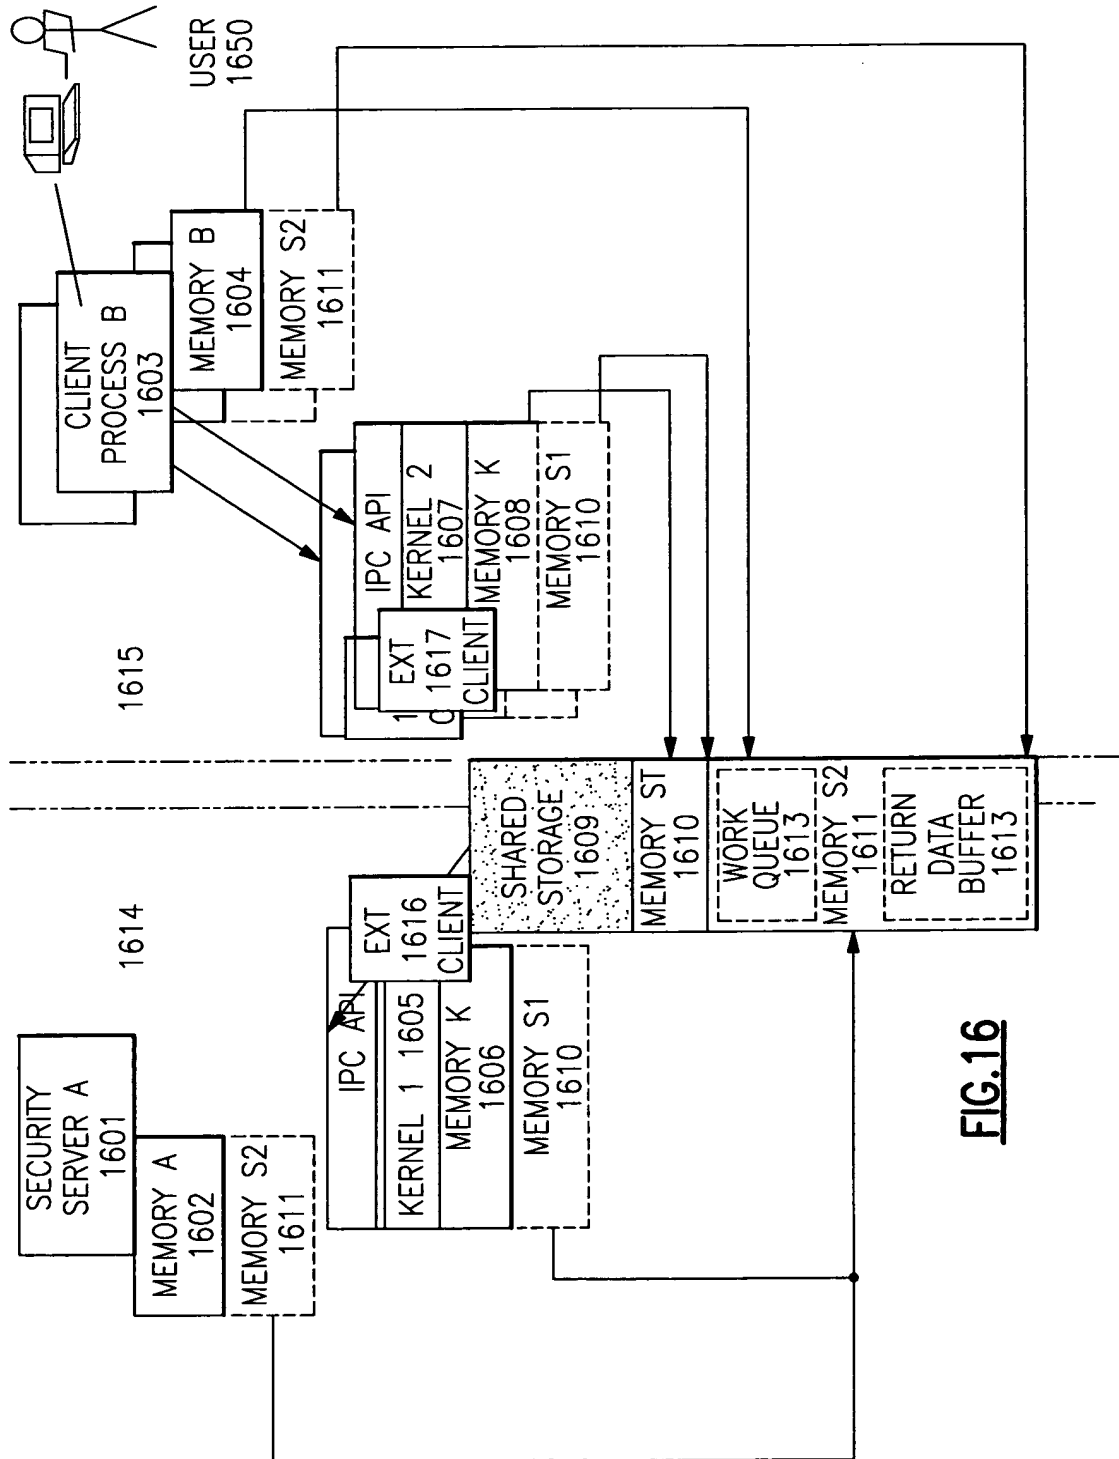 USER
1650
CLIENT
PROCESS B
1603
MEMORY B
1604
MEMORY S2
1611
1615
IPC API
KERNEL 2
1607
MEMORY K
1608
MEMORY S1
1610
EXT
1617
CLIENT
1
C
1614
SECURITY
SERVER A
1601
MEMORY A
1602
MEMORY S2
1611
IPC API
KERNEL 1 1605
MEMORY K
1606
MEMORY S1
1610
EXT
1616
CLIENT
SHARED
STORAGE
1609
MEMORY ST
1610
WORK
QUEUE
1613
MEMORY S2
1611
RETURN
DATA
BUFFER
1613
FIG.16